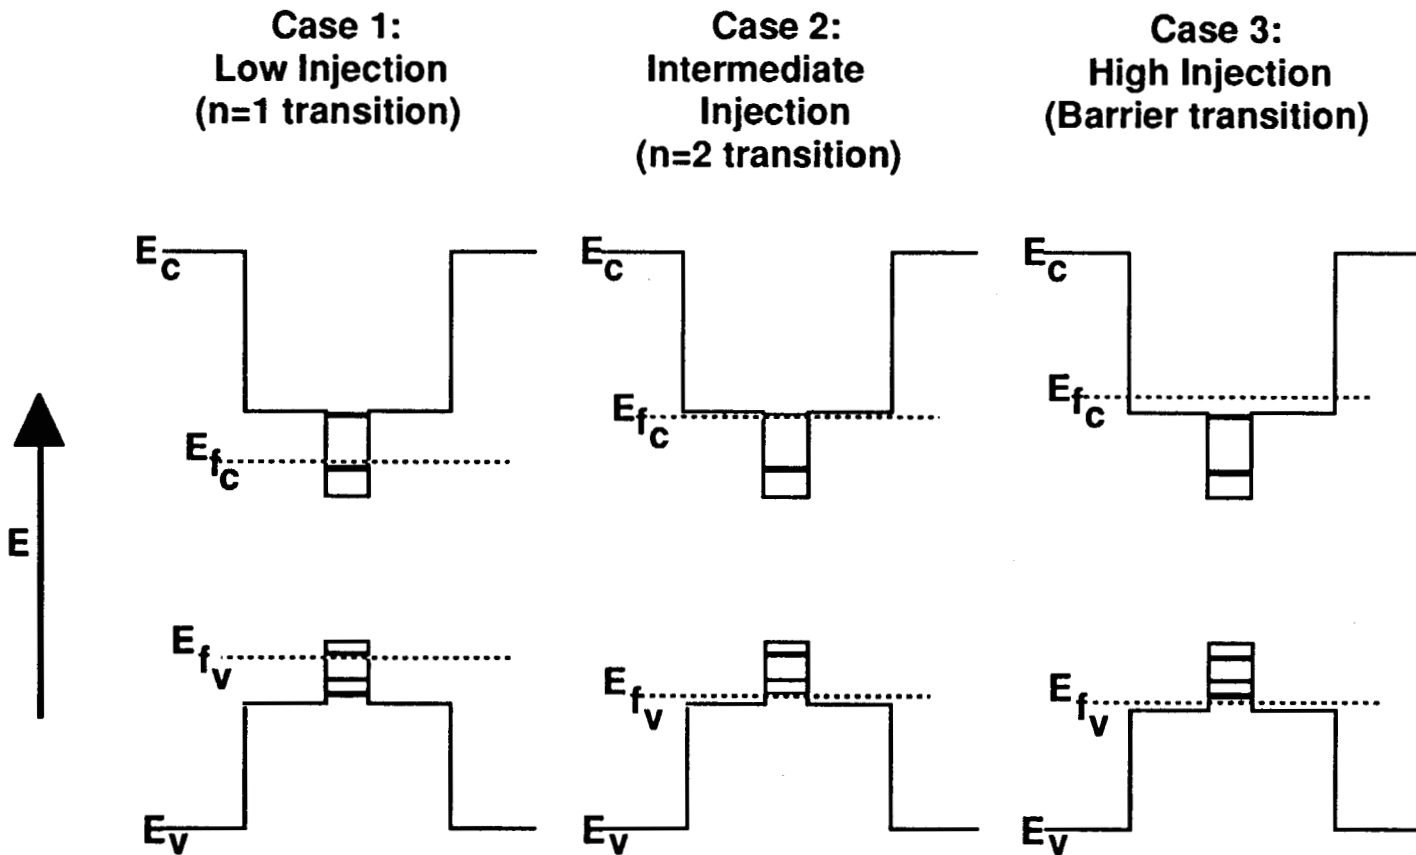 Case 1:
Low Injection
(n=1 transition)
Case 2:
Intermediate
Injection
(n=2 transition)
Case 3:
High Injection
(Barrier transition)
E
Ec
Efc
Efv
Ev
Ec
Efc
Efv
Ev
Ec
Efc
Efv
Ev